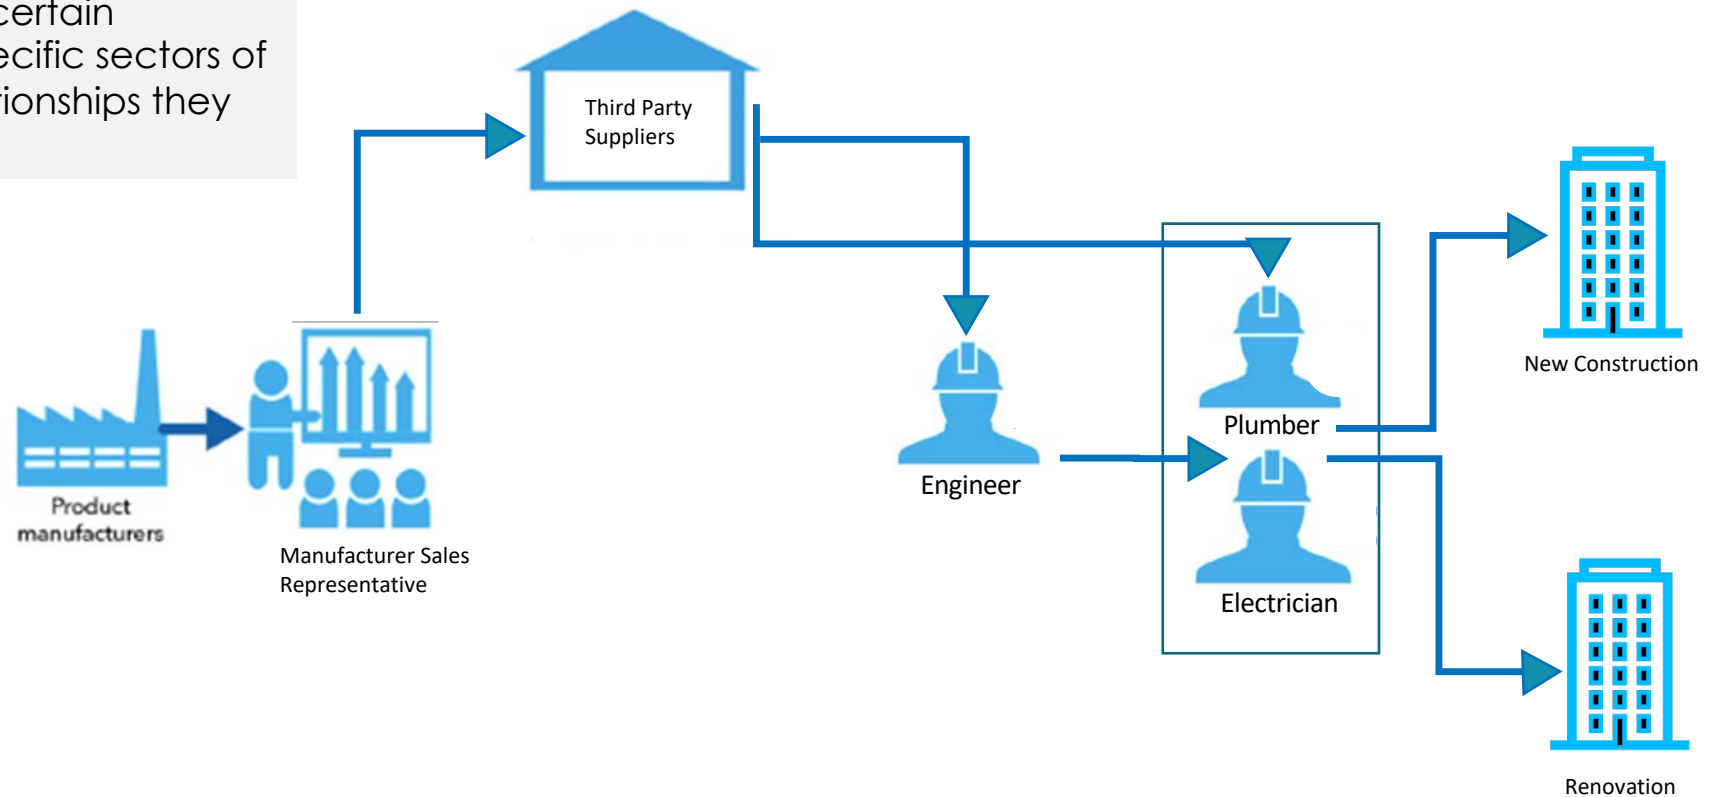 certain
ecific sectors of
tionships they
Third Party
Suppliers
New Construction
Plumber
Engineer
Product
manufacturers
Manufacturer Sales
Representative
Electrician
Renovation